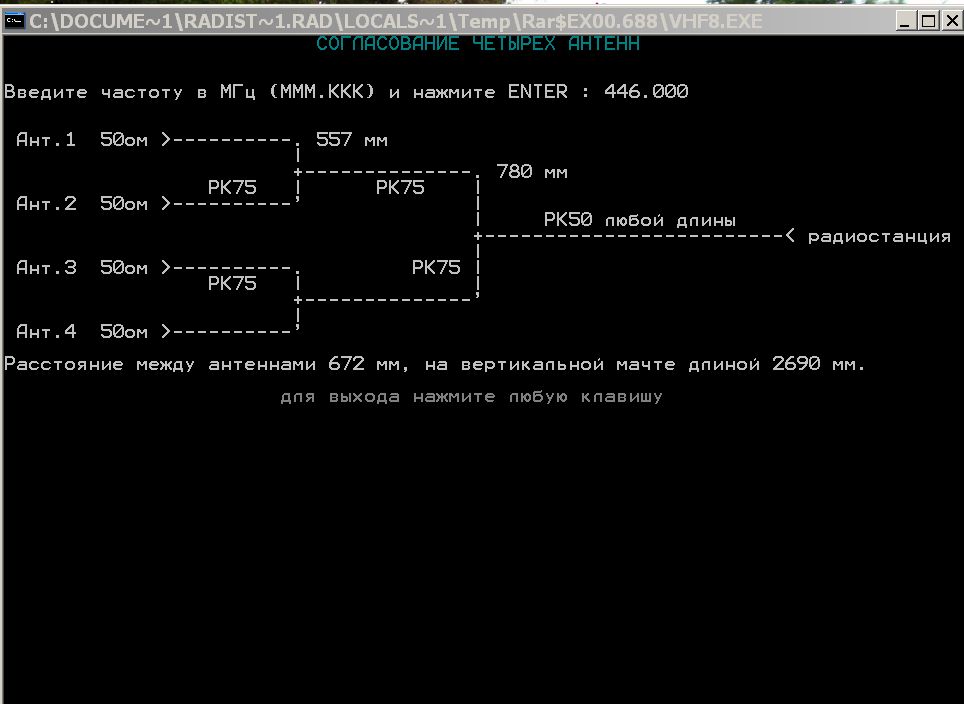 C:\DOCUME~1\RADIST~1.RAD\LOCALS~1\Temp\Rar$EX00.688\VHF8.EXE
СОГЛАСОВАНИЕ ЧЕТЫРЕХ АНТЕНН
Введите частоту в МГц (МММ.ККК) и нажмите ENTER : 446.000
Ант.1 50ом >----------. 557 мм
+--------------. 780 мм
РК75 РК75
Ант.2 50ом >----------'
РК50 любой длины
+-------------------------< радиостанция
Ант.3 50ом >----------. РК75
РК75
+--------------'
Ант.4 50ом >----------'
Расстояние между антеннами 672 мм, на вертикальной мачте длиной 2690 мм.
для выхода нажмите любую клавишу